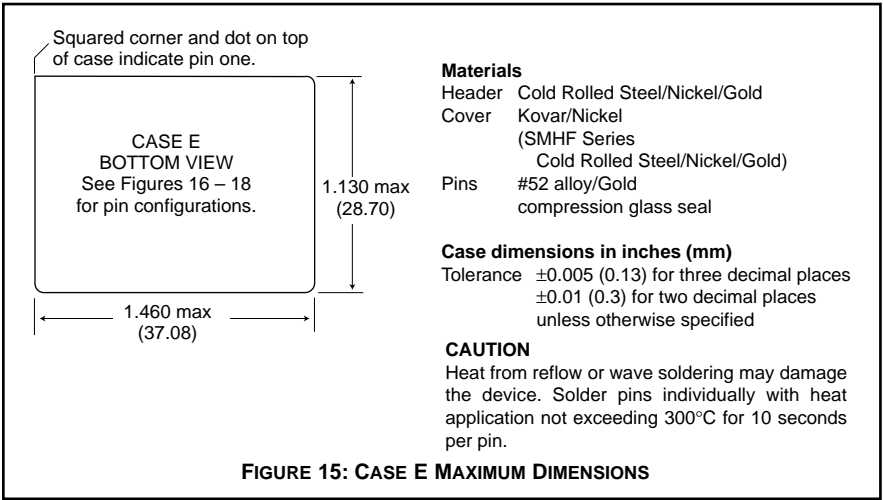 Squared corner and dot on top
of case indicate pin one.
CASE E
BOTTOM VIEW
See Figures 16 – 18
for pin configurations.
1.130 max
(28.70)
1.460 max
(37.08)
Materials
Header Cold Rolled Steel/Nickel/Gold
Cover Kovar/Nickel
(SMHF Series
Cold Rolled Steel/Nickel/Gold)
Pins #52 alloy/Gold
compression glass seal
Case dimensions in inches (mm)
Tolerance ±0.005 (0.13) for three decimal places
±0.01 (0.3) for two decimal places
unless otherwise specified
CAUTION
Heat from reflow or wave soldering may damage
the device. Solder pins individually with heat
application not exceeding 300°C for 10 seconds
per pin.
FIGURE 15: CASE E MAXIMUM DIMENSIONS